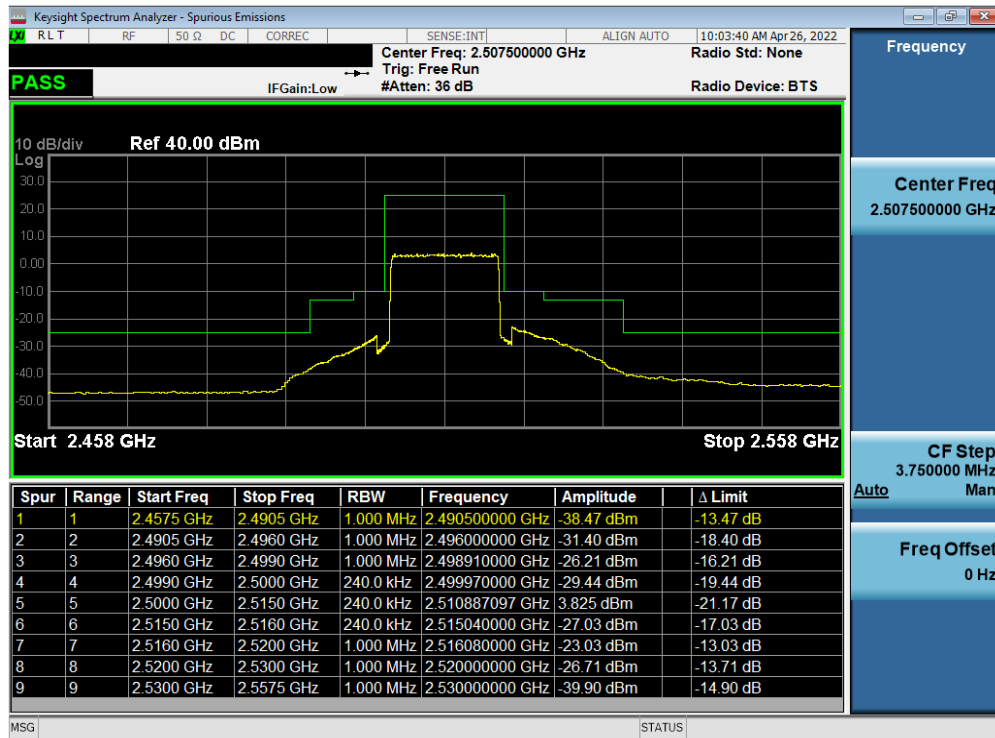 Keysight Spectrum Analyzer - Spurious Emissions
LXI RLT RF 50 Ω DC CORREC SENSE:INT ALIGN AUTO 10:03:40 AM Apr 26, 2022
Center Freq: 2.507500000 GHz Radio Std: None
Trig: Free Run
PASS IFGain:Low #Atten: 36 dB Radio Device: BTS
Frequency
10 dB/div Ref 40.00 dBm
Log
30.0
20.0
10.0
0.00
-10.0
-20.0
-30.0
-40.0
-50.0
Start 2.458 GHz Stop 2.558 GHz
Spur Range Start Freq Stop Freq RBW Frequency Amplitude Δ Limit
1 1 2.4575 GHz 2.4905 GHz 1.000 MHz 2.490500000 GHz -38.47 dBm -13.47 dB
2 2 2.4905 GHz 2.4960 GHz 1.000 MHz 2.496000000 GHz -31.40 dBm -18.40 dB
3 3 2.4960 GHz 2.4990 GHz 1.000 MHz 2.498910000 GHz -26.21 dBm -16.21 dB
4 4 2.4990 GHz 2.5000 GHz 240.0 kHz 2.499970000 GHz -29.44 dBm -19.44 dB
5 5 2.5000 GHz 2.5150 GHz 240.0 kHz 2.510887097 GHz 3.825 dBm -21.17 dB
6 6 2.5150 GHz 2.5160 GHz 240.0 kHz 2.515040000 GHz -27.03 dBm -17.03 dB
7 7 2.5160 GHz 2.5200 GHz 1.000 MHz 2.516080000 GHz -23.03 dBm -13.03 dB
8 8 2.5200 GHz 2.5300 GHz 1.000 MHz 2.520000000 GHz -26.71 dBm -13.71 dB
9 9 2.5300 GHz 2.5575 GHz 1.000 MHz 2.530000000 GHz -39.90 dBm -14.90 dB
Center Freq
2.507500000 GHz
CF Step
3.750000 MHz
Auto Man
Freq Offset
0 Hz
MSG STATUS